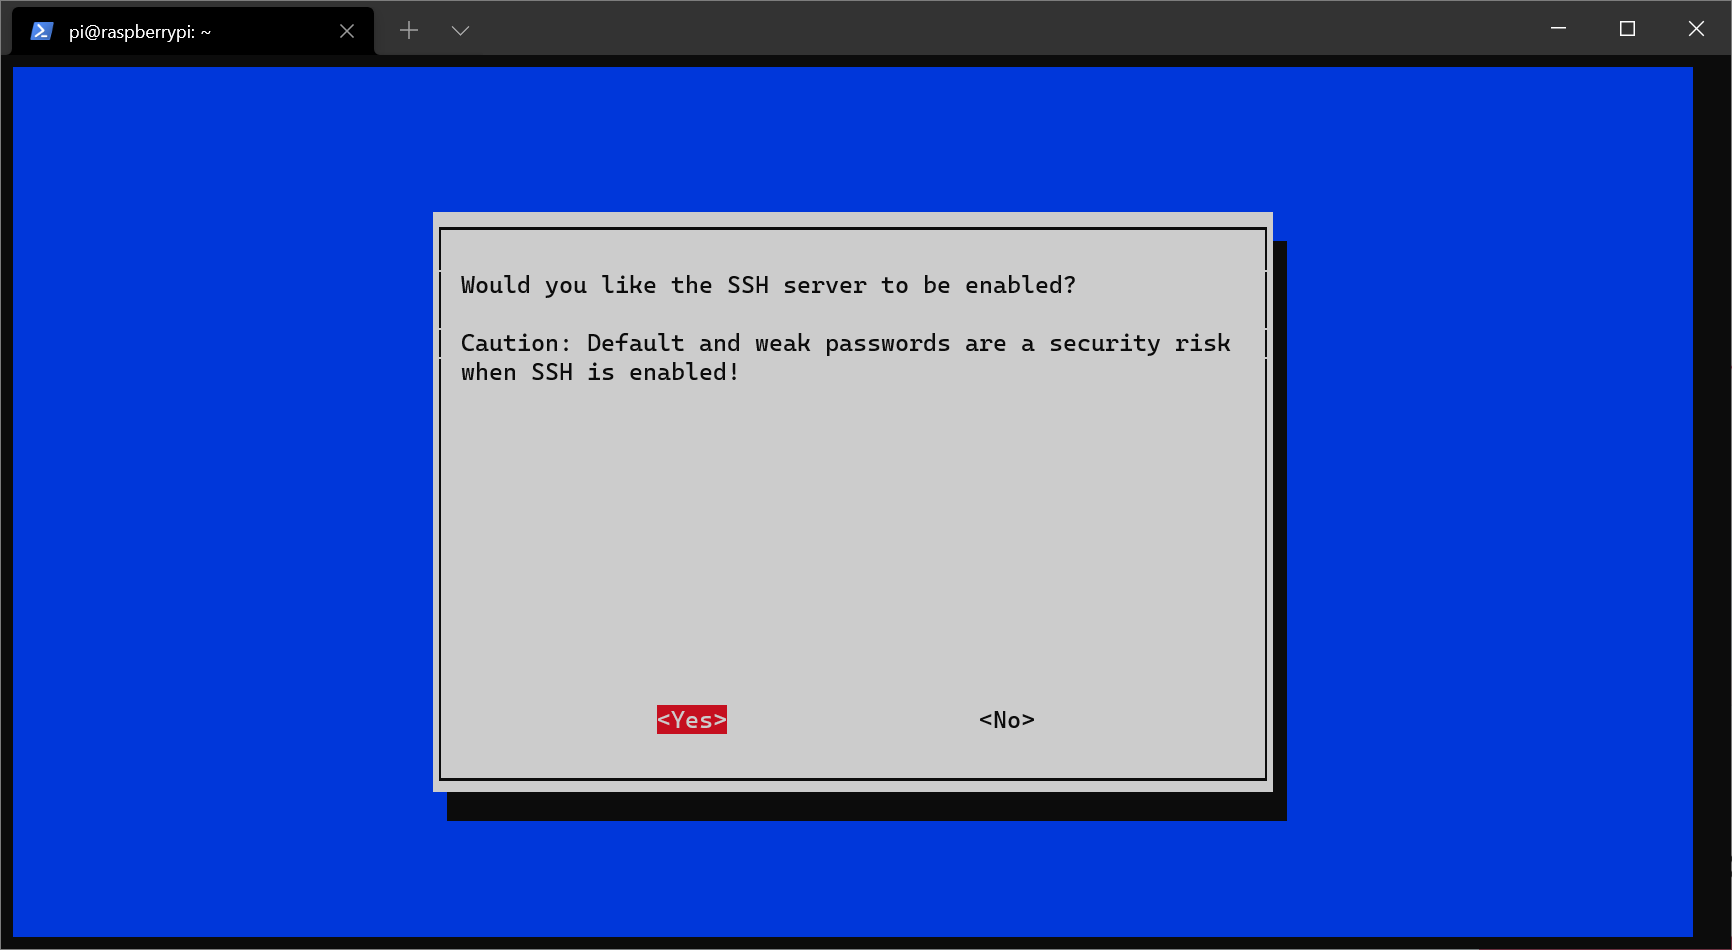 pi@raspberrypi: ~
Would you like the SSH server to be enabled?
Caution: Default and weak passwords are a security risk
when SSH is enabled!
<Yes> <No>